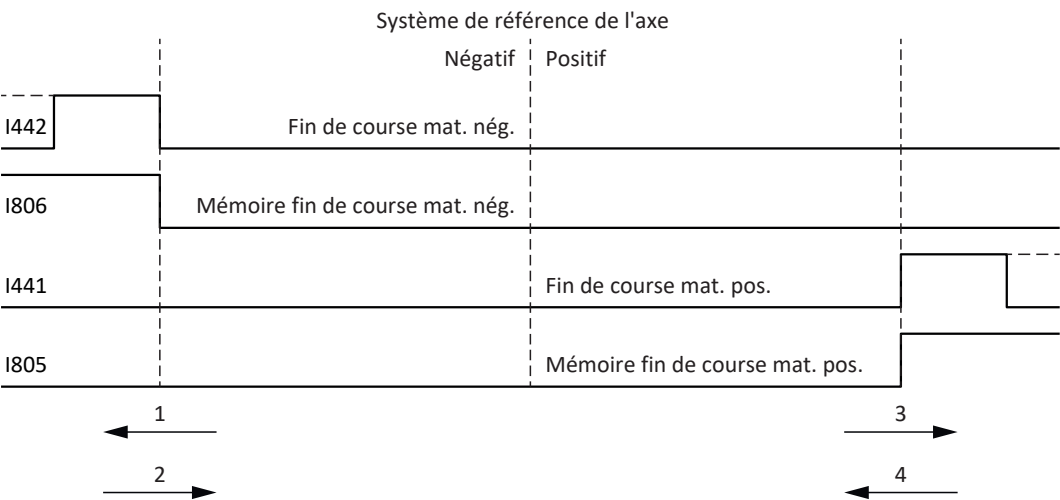 Système de référence de l'axe
Négatif Positif
I442 Fin de course mat. nég.
I806 Mémoire fin de course mat. nég.
I441 Fin de course mat. pos.
I805 Mémoire fin de course mat. pos.
1 3
2 4